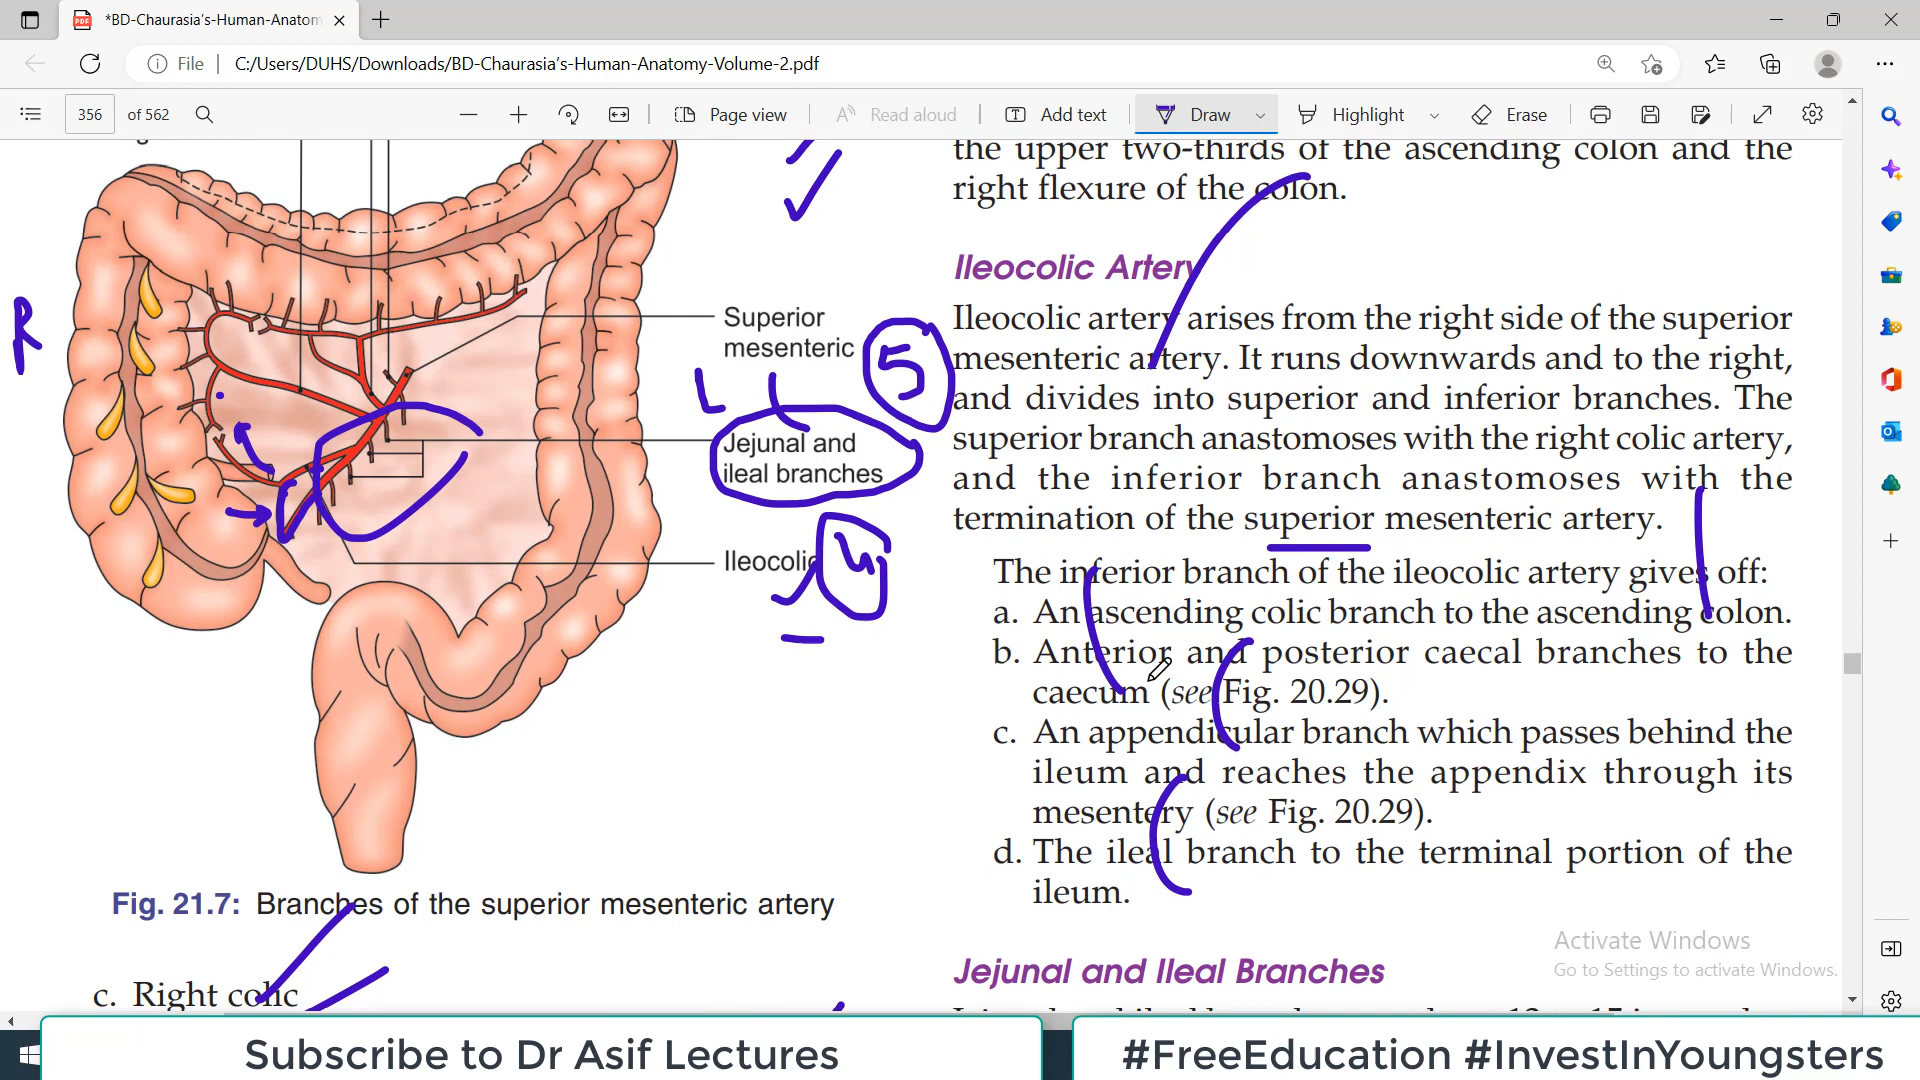 *BD-Chaurasia's-Human-Anatom
File
C:/Users/DUHS/Downloads/BD-Chaurasia's-Human-Anatomy-Volume-2.pdf
356 of 562
Page view
Read aloud
Add text
Draw
Highlight
Erase
the upper two-thirds of the ascending colon and the
right flexure of the colon.
Ileocolic Artery
Ileocolic artery arises from the right side of the superior
mesenteric artery. It runs downwards and to the right,
and divides into superior and inferior branches. The
superior branch anastomoses with the right colic artery,
and the inferior branch anastomoses with the
termination of the superior mesenteric artery.
The inferior branch of the ileocolic artery gives off:
a. An ascending colic branch to the ascending colon.
b. Anterior and posterior caecal branches to the
caecum (see Fig. 20.29).
c. An appendicular branch which passes behind the
ileum and reaches the appendix through its
mesentery (see Fig. 20.29).
d. The ileal branch to the terminal portion of the
ileum.
Jejunal and Ileal Branches
R
Superior
mesenteric
5
L
Jejunal and
ileal branches
Ileocolic
4
Fig. 21.7: Branches of the superior mesenteric artery
c. Right colic
Activate Windows
Go to Settings to activate Windows.
Subscribe to Dr Asif Lectures
#FreeEducation #InvestInYoungsters